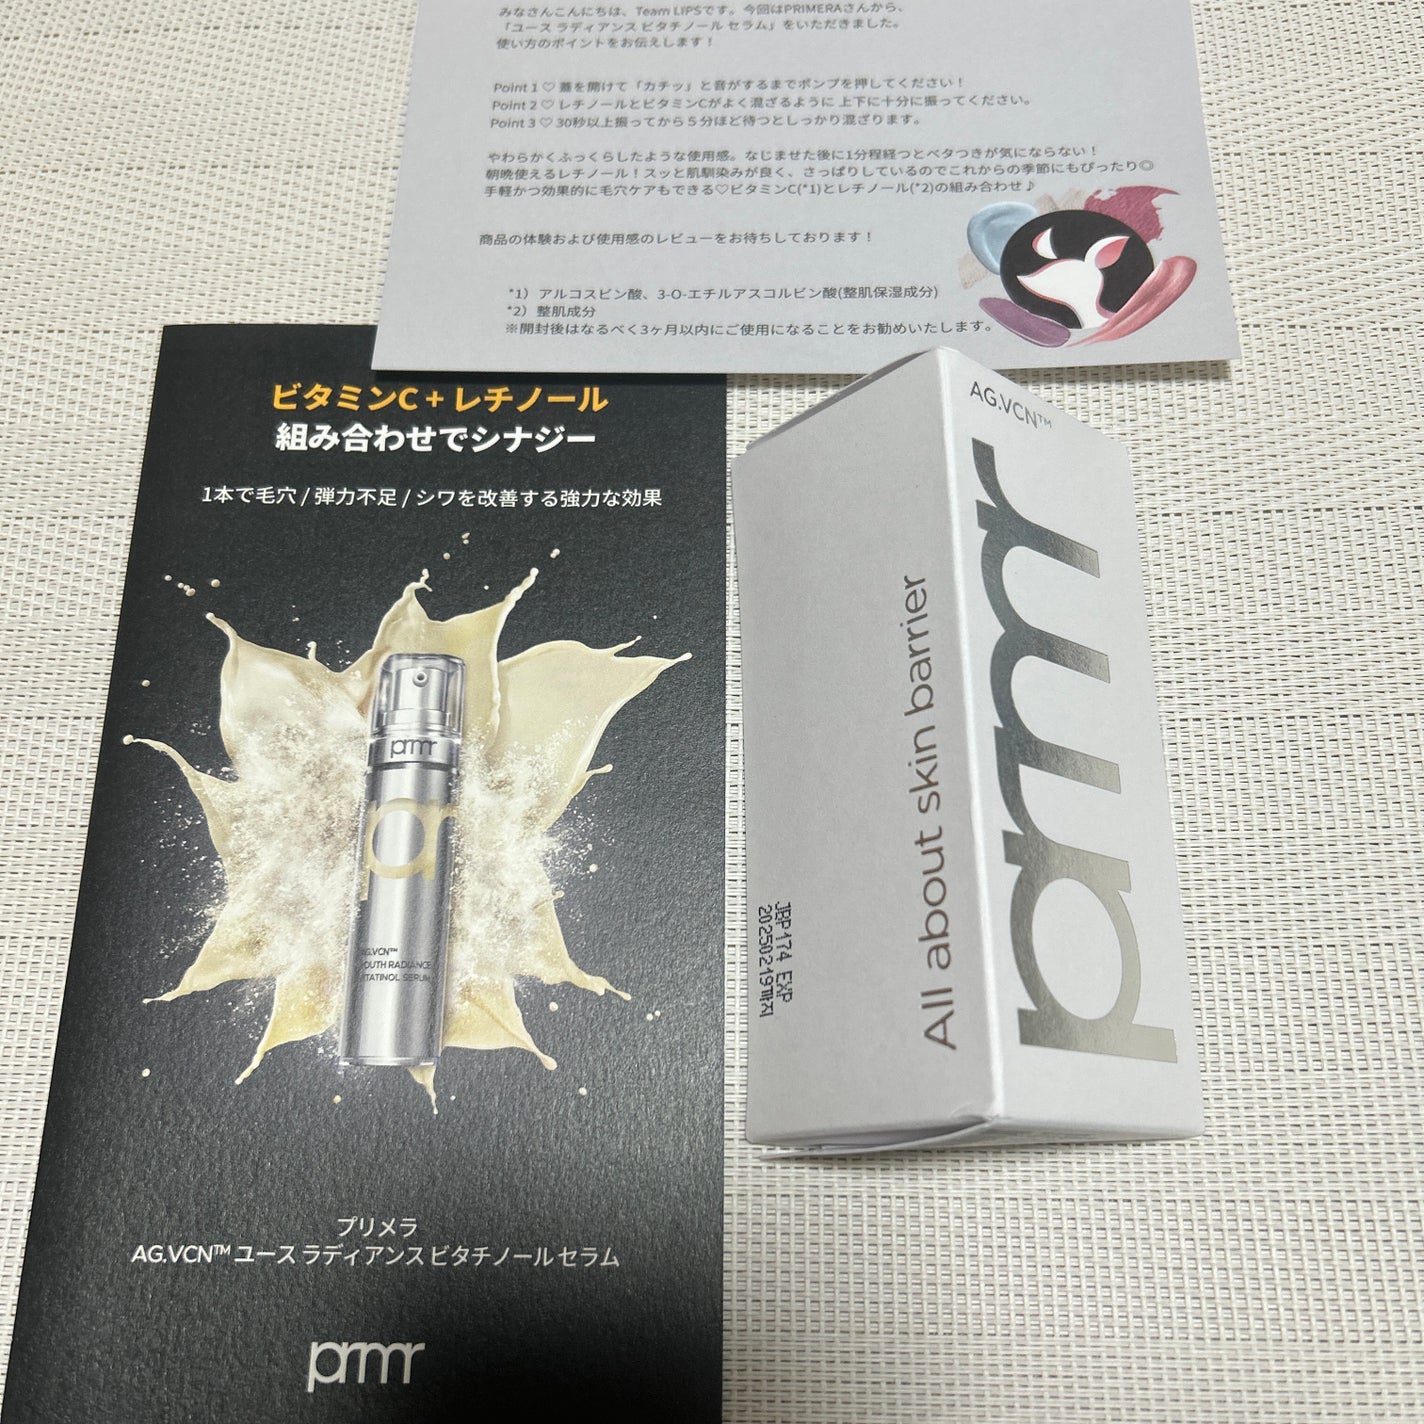 みなさんこんにちは、Team LIPSです。今回はPRIMERAさんから、
「ユース ラディアンス ビタチノール セラム」をいただきました。
使い方のポイントをお伝えします！
Point 1 ♡ 蓋を開けて「カチッ」と音がするまでポンプを押してください！
Point 2 ♡ レチノールとビタミンCがよく混ざるように 上下に十分に振ってください。
Point 3 ♡ 30秒以上振ってから５分ほど待つとしっかり混ざります。
やわらかくふっくらしたような使用感。なじませた後に1分程経つとベタつきが気にならない！
朝晩使えるレチノール！スッと肌馴染みが良く、さっぱりしているのでこれからの季節にもぴったり◎
手軽かつ効果的に毛穴ケアもできる♡ビタミンC(*1)とレチノール(*2)の組み合わせ♪
商品の体験および使用感のレビューをお待ちしております！
*1） アルコスピン酸、3-O-エチルアスコルビン酸(整肌保湿成分)
*2） 整肌成分
※開封後はなるべく3ヶ月以内にご使用になることをお勧めいたします。
ビタミンC + レチノール
組み合わせでシナジー
1本で毛穴 / 弾力不足 / シワを改善する強力な効果
prmr
AG.VCN™
OUTH RADIANCE
TATINOL SERUM
プリメラ
AG.VCN™ ユース ラディアンス ビタチノール セラム
prmr
AG.VCN™
prmr
All about skin barrier
JBP174 EXP
20250219까지